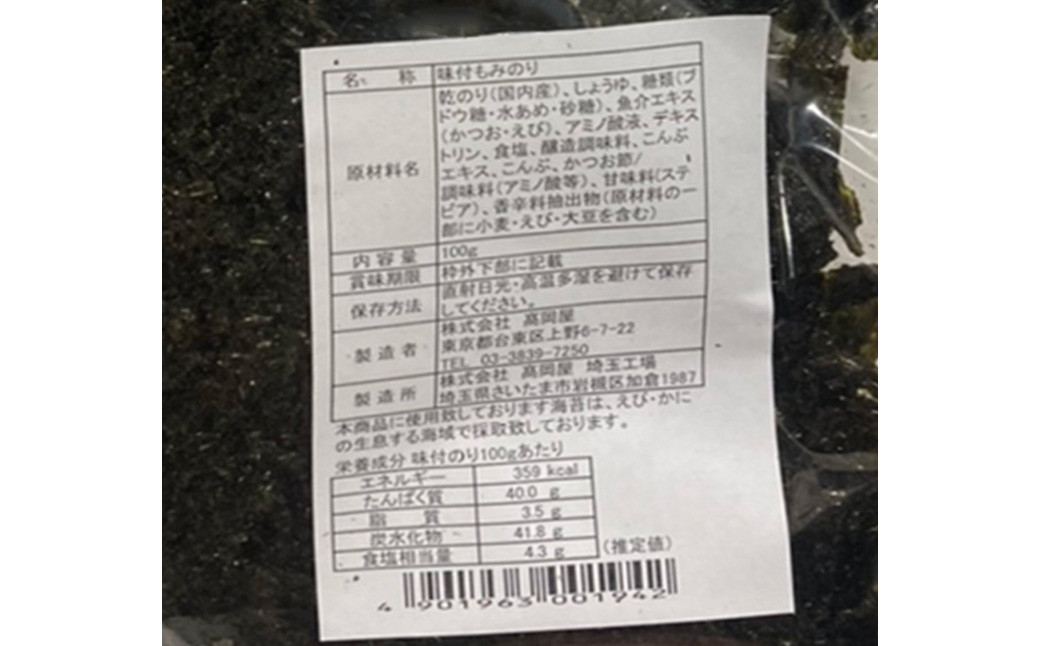 名 称 味付もみのり
原材料名 乾のり(国内産)、しょうゆ、糖類(ブ
ドウ糖・水あめ・砂糖)、魚介エキス
(かつお・えび)、アミノ酸液、デキス
トリン、食塩、醸造調味料、こんぶ
エキス、こんぶ、かつお節/
調味料(アミノ酸等)、甘味料(ステ
ビア)、香辛料抽出物(原材料の一
部に小麦・えび・大豆を含む)
内容量 100g
賞味期限 枠外下部に記載
保存方法 直射日光・高温多湿を避けて保存
してください。
製造者 株式会社 髙岡屋
東京都台東区上野6-7-22
TEL 03-3839-7250
製造所 株式会社 髙岡屋 埼玉工場
埼玉県さいたま市岩槻区加倉1987
本商品に使用致しております海苔は、えび・かに
の生息する海域で採取致しております。
栄養成分 味付のり100gあたり
エネルギー 359 kcal
たんぱく質 40.0 g
脂 質 3.5 g
炭水化物 41.8 g
食塩相当量 4.3 g (推定値)
4 901963 001942